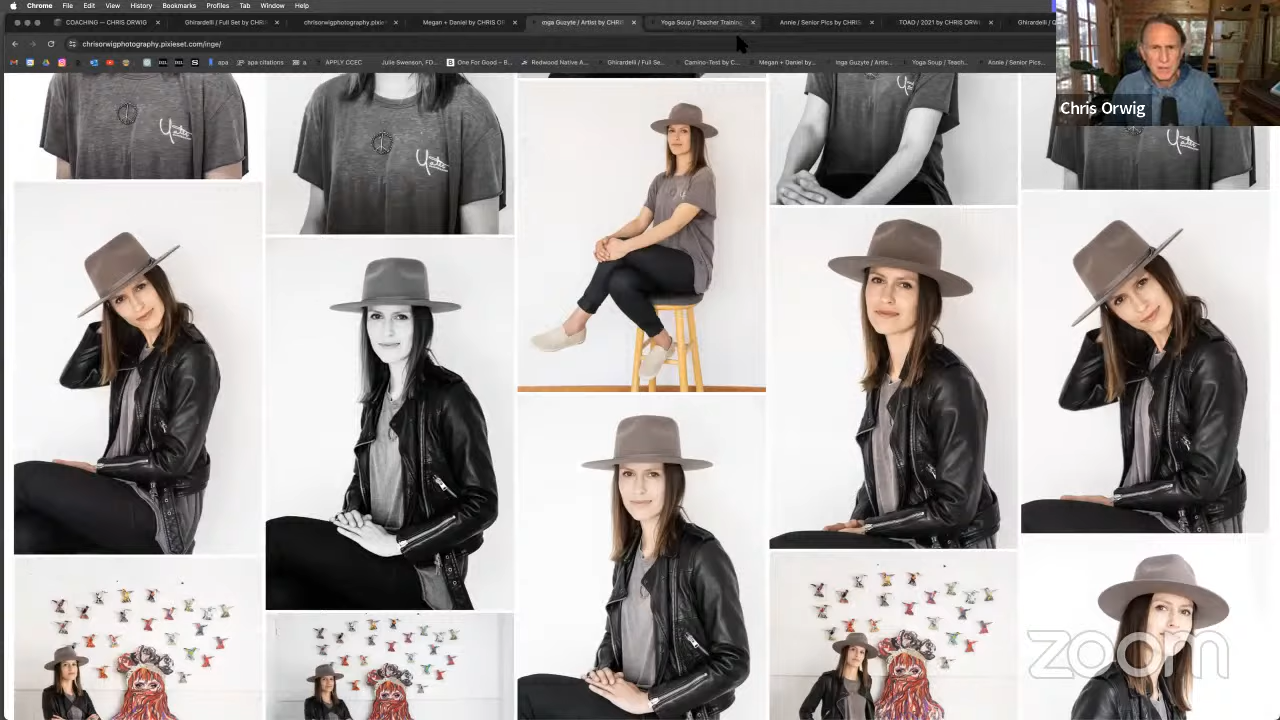 Chrome File Edit View History Bookmarks Profiles Tab Window Help
COACHING — CHRIS ORWIG
Ghirardelli / Full Set by CHRIS
chrisorwigphotography.pixie
Megan + Daniel by CHRIS O
Inga Guzyte / Artist by CHRIS
Yoga Soup / Teacher Training
Annie / Senior Pics by CHRIS
TOAD / 2021 by CHRIS ORW
chrisorwigphotography.pixieset.com/inge/
apa
apa citations
a
APPLY CCEC
Julie Swenson, FO...
One For Good – B...
Redwood Native A...
Ghirardelli / Full Se...
Camino-Test by C...
Megan + Daniel by...
Inga Guzyte / Artis...
Yoga Soup / Teach...
Annie / Senior Pics...
Chris Orwig
zoom